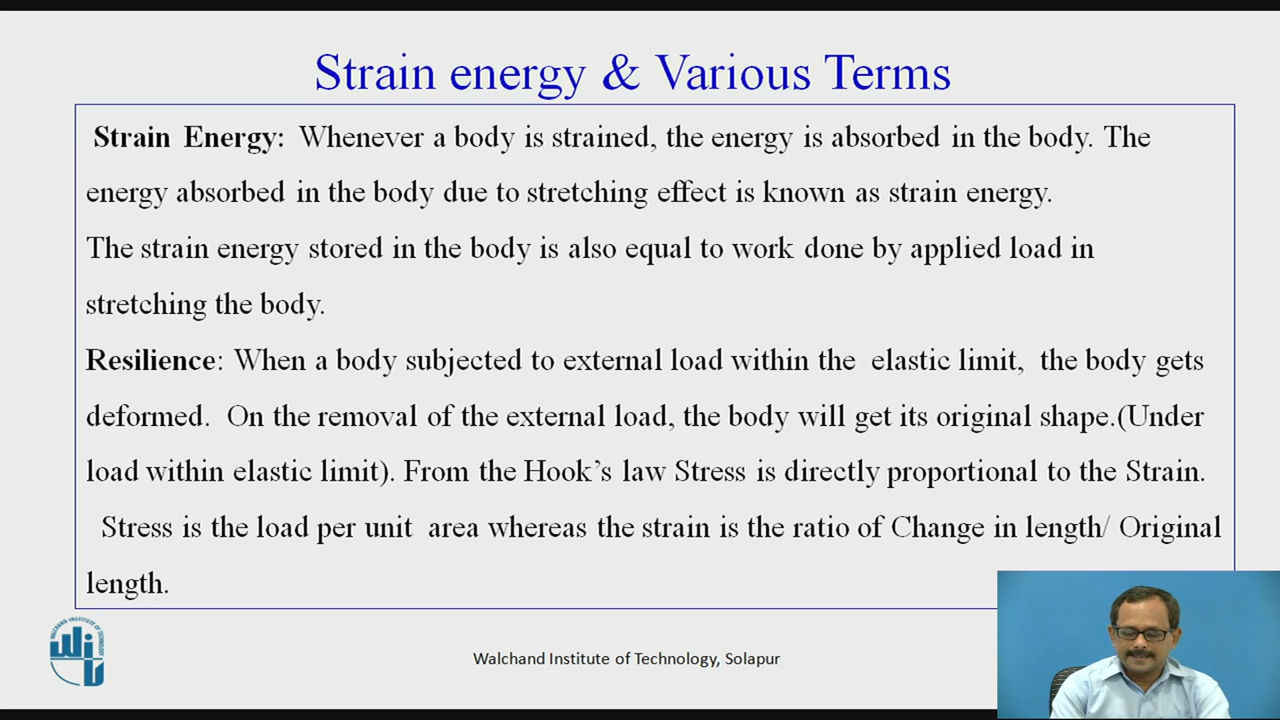 Strain energy & Various Terms
Strain Energy: Whenever a body is strained, the energy is absorbed in the body. The
energy absorbed in the body due to stretching effect is known as strain energy.
The strain energy stored in the body is also equal to work done by applied load in
stretching the body.
Resilience: When a body subjected to external load within the elastic limit, the body gets
deformed. On the removal of the external load, the body will get its original shape.(Under
load within elastic limit). From the Hook’s law Stress is directly proportional to the Strain.
Stress is the load per unit area whereas the strain is the ratio of Change in length/ Original
length.
WALCHAND INSTITUTE OF TECHNOLOGY
Walchand Institute of Technology, Solapur